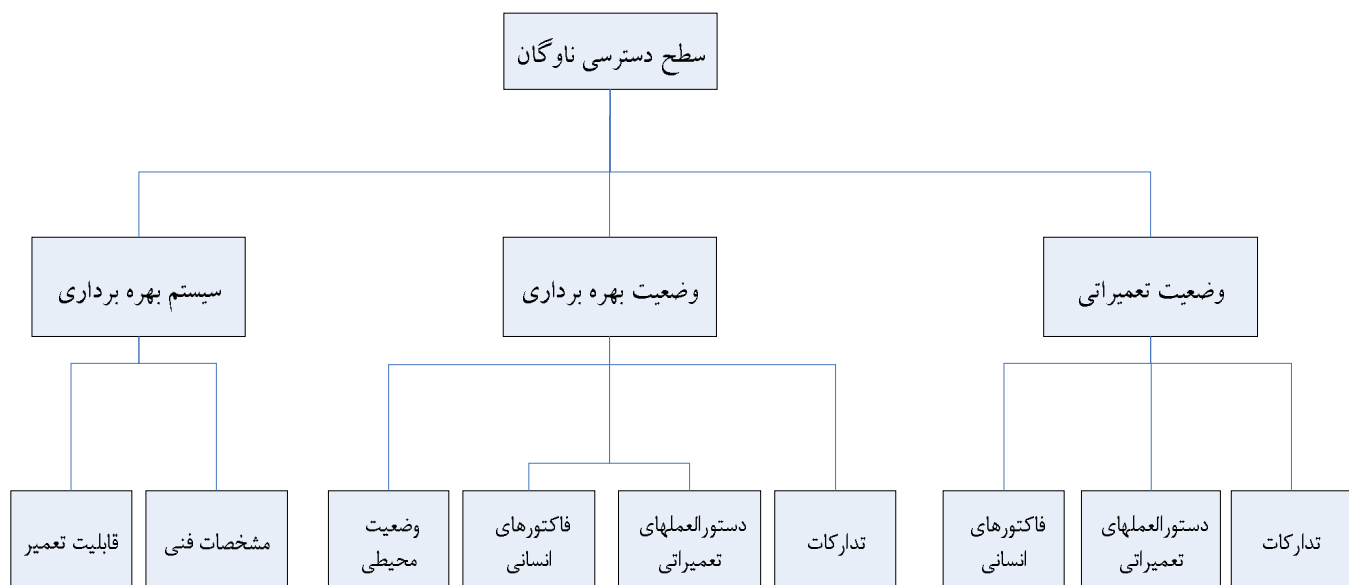 سطح دسترسی ناوگان
وضعیت تعمیراتی
وضعیت بهره برداری
سیستم بهره برداری
تدارکات
دستورالعملهای
تعمیراتی
فاکتورهای
انسانی
تدارکات
دستورالعملهای
تعمیراتی
فاکتورهای
انسانی
وضعیت
محیطی
مشخصات فنی
قابلیت تعمیر